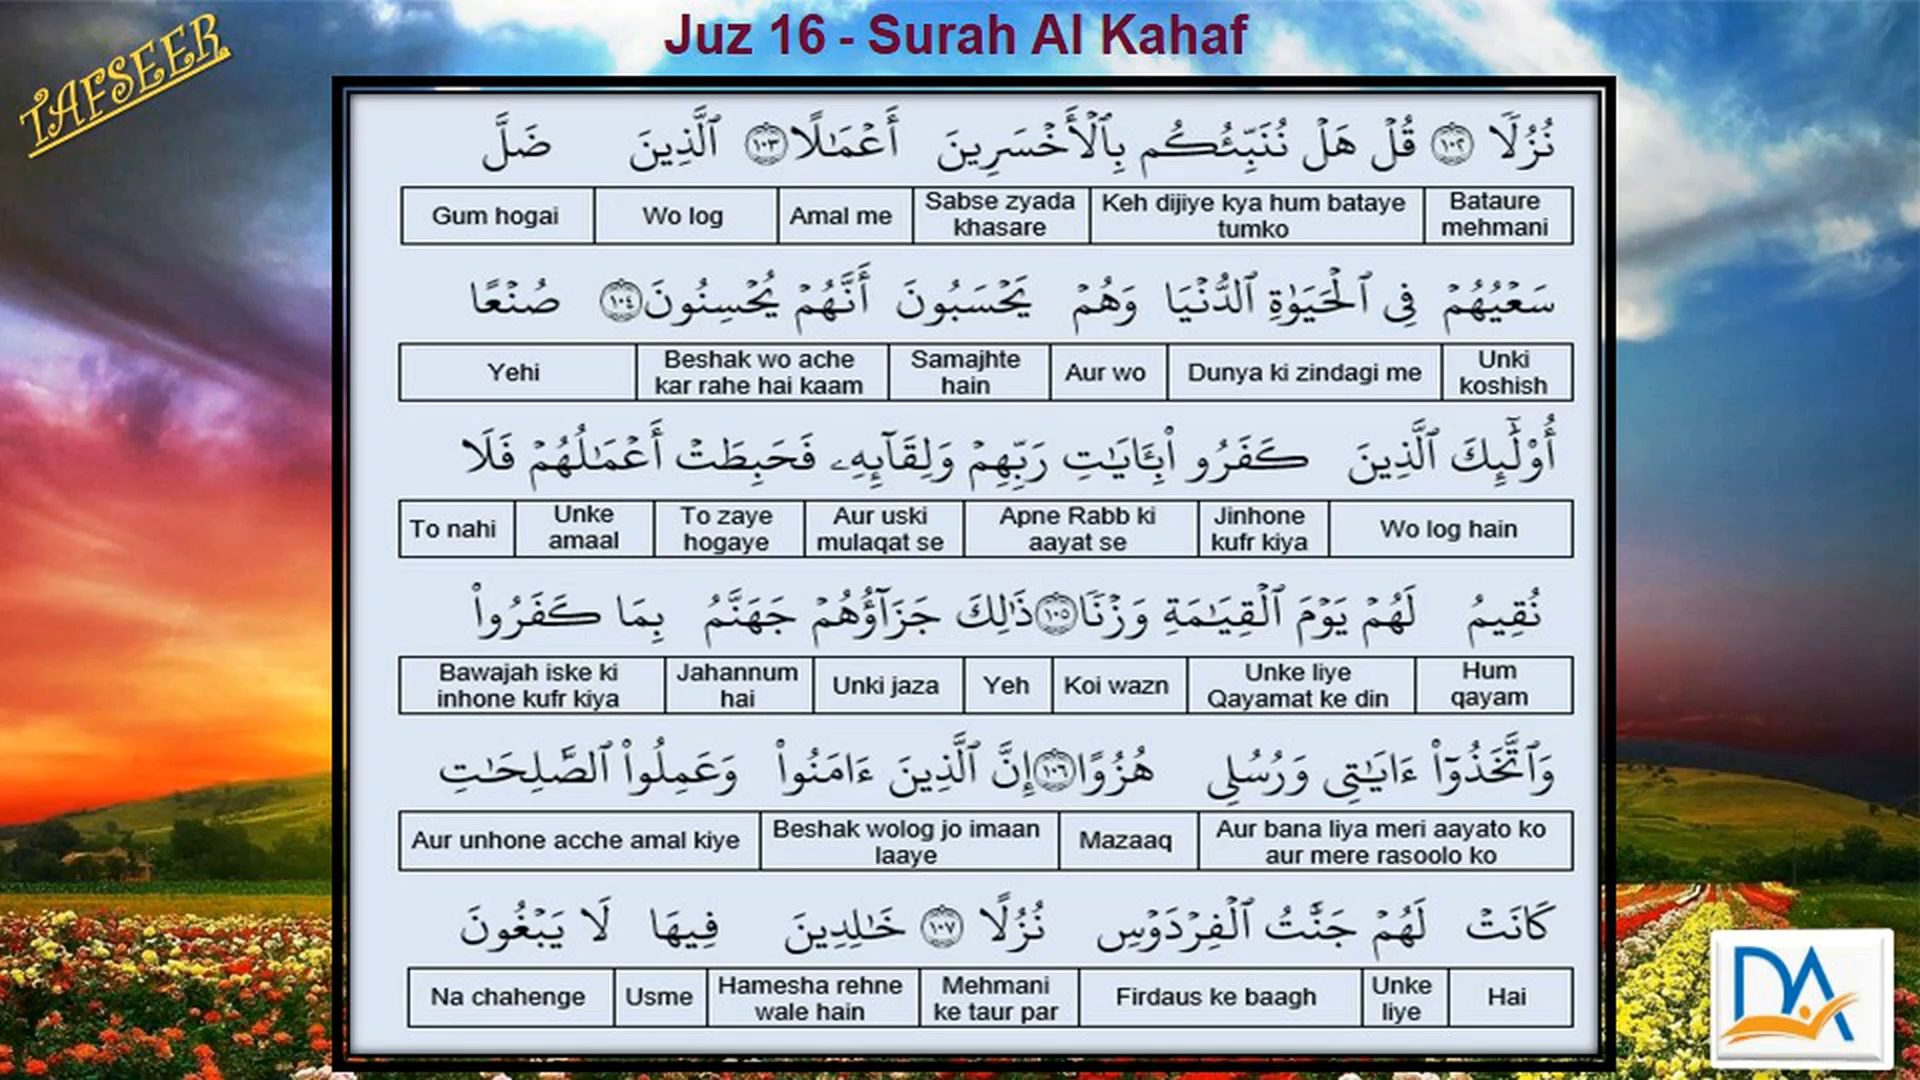 TAFSEER
Juz 16 - Surah Al Kahaf
نُزُلًا ١٠٢ قُلْ هَلْ نُنَبِّئُكُم بِٱلْأَخْسَرِينَ أَعْمَـٰلًا ١٠٣ ٱلَّذِينَ ضَلَّ
Bataure mehmani | Keh dijiye kya hum bataye tumko | Sabse zyada khasare | Amal me | Wo log | Gum hogai
سَعْيُهُمْ فِى ٱلْحَيَوٰةِ ٱلدُّنْيَا وَهُمْ يَحْسَبُونَ أَنَّهُمْ يُحْسِنُونَ صُنْعًا ١٠٤
Unki koshish | Dunya ki zindagi me | Aur wo | Samajhte hain | Beshak wo ache kar rahe hai kaam | Yehi
أُو۟لَـٰٓئِكَ ٱلَّذِينَ كَفَرُوا۟ بِـَٔايَـٰتِ رَبِّهِمْ وَلِقَآئِهِۦ فَحَبِطَتْ أَعْمَـٰلُهُمْ فَلَا
Wo log hain | Jinhone kufr kiya | Apne Rabb ki aayat se | Aur uski mulaqat se | To zaye hogaye | Unke amaal | To nahi
نُقِيمُ لَهُمْ يَوْمَ ٱلْقِيَـٰمَةِ وَزْنًا ١٠٥ ذَٰلِكَ جَزَآؤُهُمْ جَهَنَّمُ بِمَا كَفَرُوا۟
Hum qayam | Unke liye Qayamat ke din | Koi wazn | Yeh | Unki jaza | Jahannum hai | Bawajah iske ki inhone kufr kiya
وَٱتَّخَذُوٓا۟ ءَايَـٰتِى وَرُسُلِى هُزُوًا ١٠٦ إِنَّ ٱلَّذِينَ ءَامَنُوا۟ وَعَمِلُوا۟ ٱلصَّـٰلِحَـٰتِ
Aur bana liya meri aayato ko aur mere rasoolo ko | Mazaaq | Beshak wolog jo imaan laaye | Aur unhone acche amal kiye
كَانَتْ لَهُمْ جَنَّـٰتُ ٱلْفِرْدَوْسِ نُزُلًا ١٠٧ خَـٰلِدِينَ فِيهَا لَا يَبْغُونَ
Hai | Unke liye | Firdaus ke baagh | Mehmani ke taur par | Hamesha rehne wale hain | Usme | Na chahenge
DA